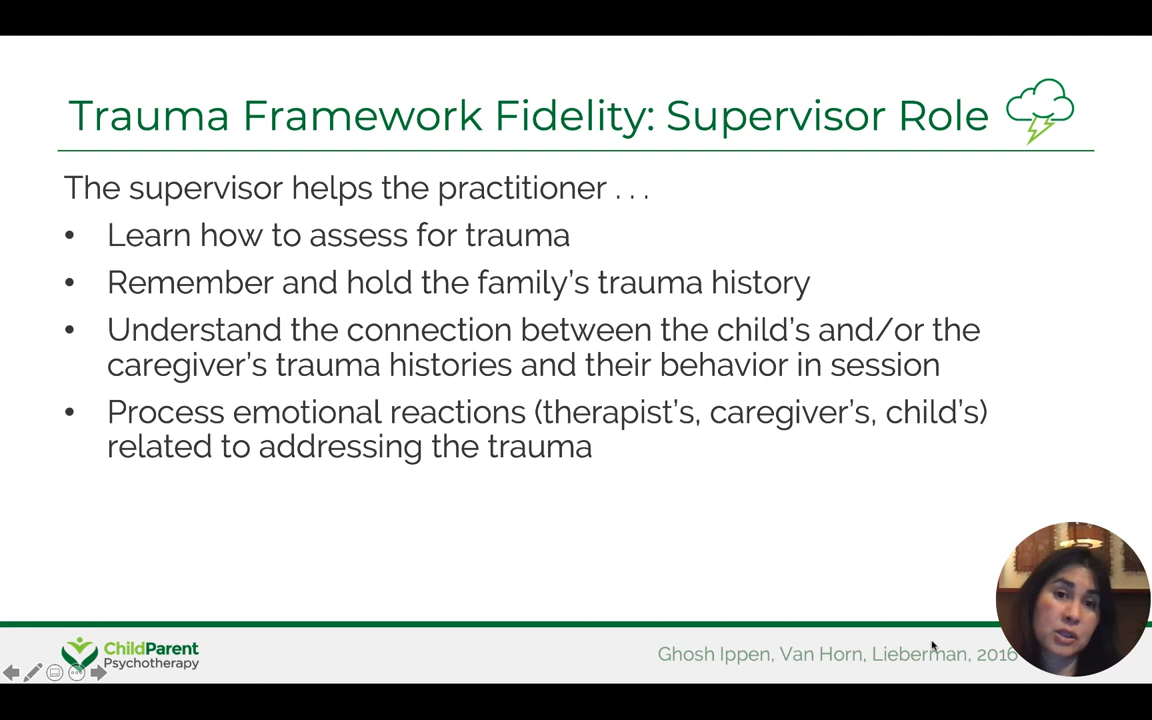 Trauma Framework Fidelity: Supervisor Role
The supervisor helps the practitioner . . .
• Learn how to assess for trauma
• Remember and hold the family’s trauma history
• Understand the connection between the child’s and/or the
caregiver’s trauma histories and their behavior in session
• Process emotional reactions (therapist’s, caregiver’s, child’s)
related to addressing the trauma
ChildParent
Psychotherapy
Ghosh Ippen, Van Horn, Lieberman, 2016